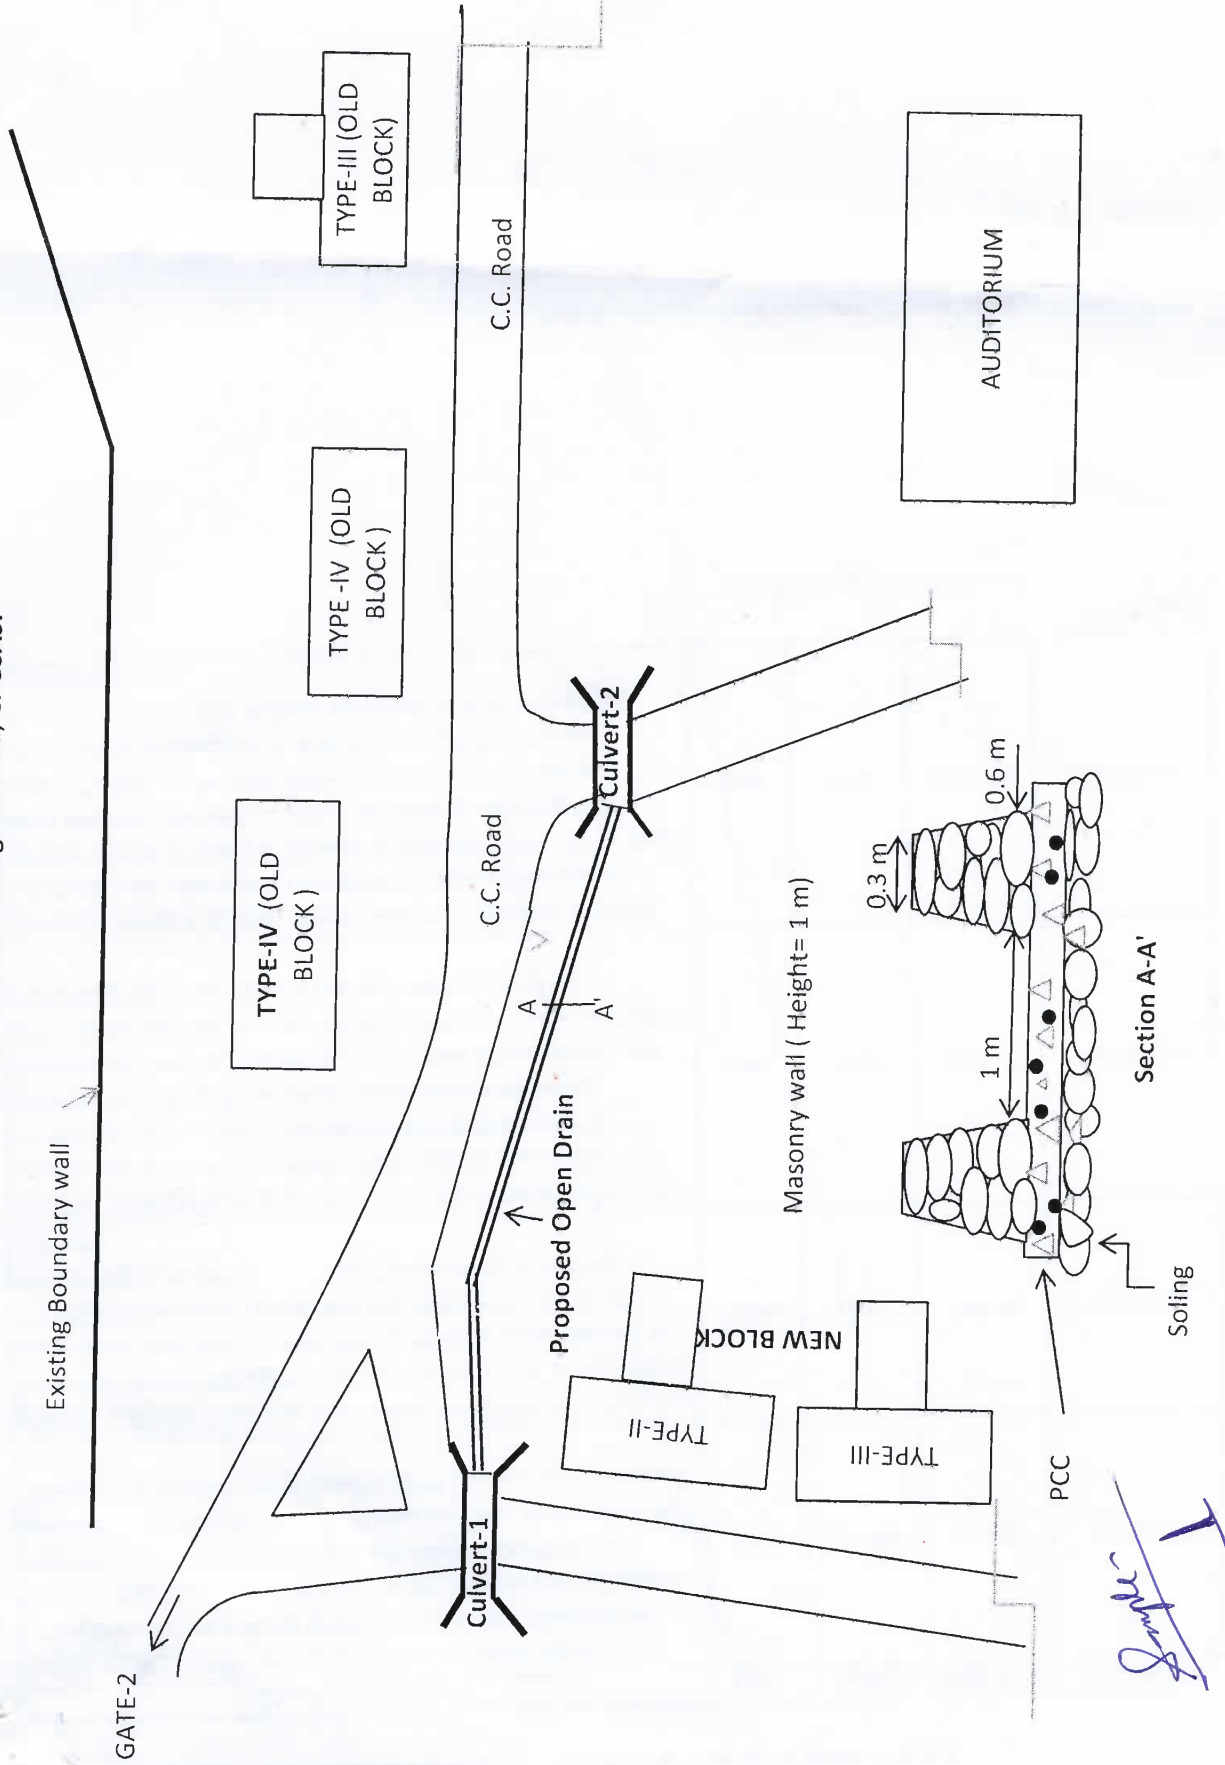 Existing Boundary wall
GATE-2
TYPE-IV (OLD
BLOCK )
TYPE -IV (OLD
BLOCK )
TYPE-III (OLD
BLOCK)
C.C. Road
C.C. Road
Culvert-1
Culvert-2
A
A'
Proposed Open Drain
TYPE-II
TYPE-III
NEW BLOCK
AUDITORIUM
Masonry wall ( Height= 1 m)
0.3 m
0.6 m
1 m
PCC
Soling
Section A-A'